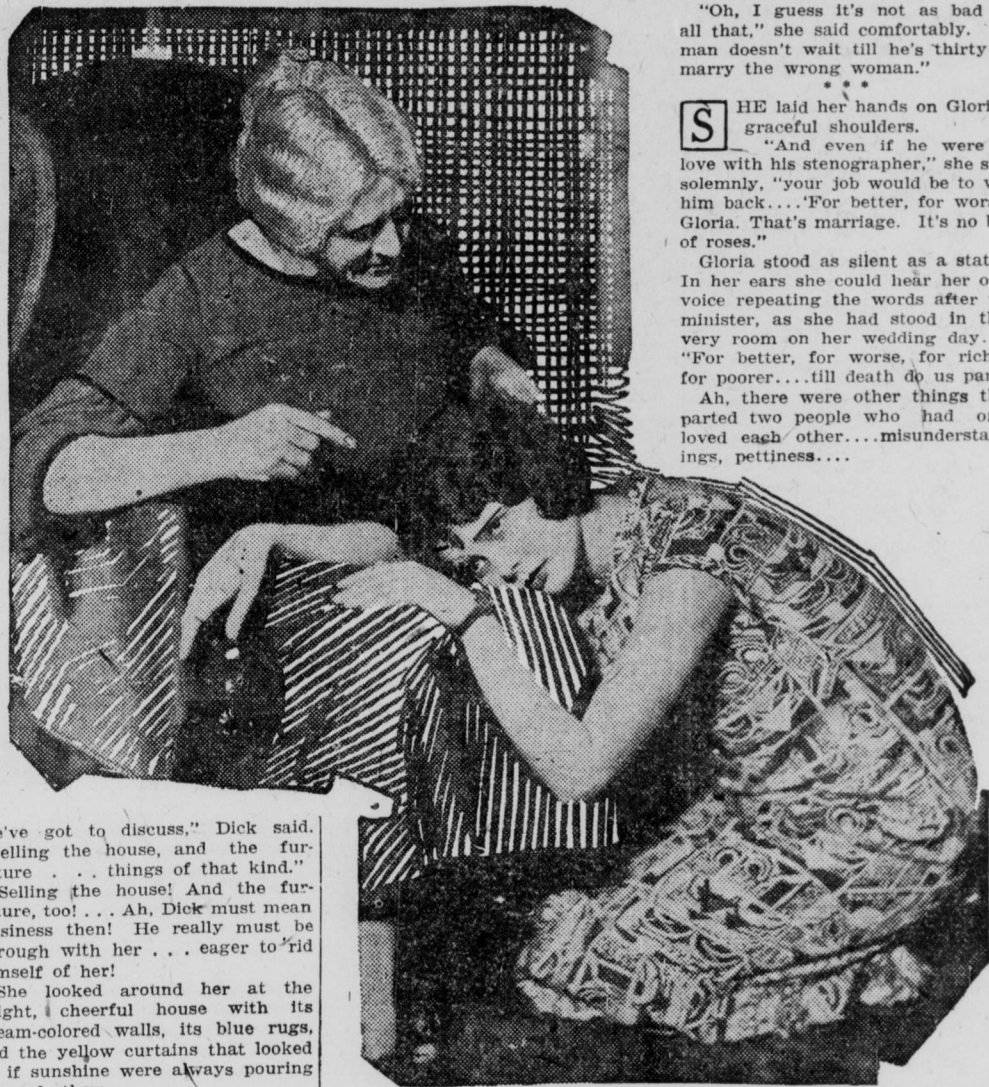 "Oh, I guess it's not as bad
all that," she said comfortably.
man doesn't wait till he's thirty
marry the wrong woman."
* * *
SHE laid her hands on Glori
graceful shoulders.
"And even if he were
love with his stenographer," she s
solemnly, "your job would be to w
him back....'For better, for wors
Gloria. That's marriage. It's no b
of roses."
Gloria stood as silent as a stat
In her ears she could hear her o
voice repeating the words after
minister, as she had stood in th
very room on her wedding day.
"For better, for worse, for rich
for poorer....till death do us par
Ah, there were other things th
parted two people who had on
loved each other....misunderstan
ings, pettiness....
e've got to discuss," Dick said.
elling the house, and the fur-
ture . . . things of that kind."
Selling the house! And the fur-
ture, too! . . . Ah, Dick must mean
siness then! He really must be
rough with her . . . eager to rid
mself of her!
She looked around her at the
ight, cheerful house with its
eam-colored walls, its blue rugs,
d the yellow curtains that looked
if sunshine were always pouring